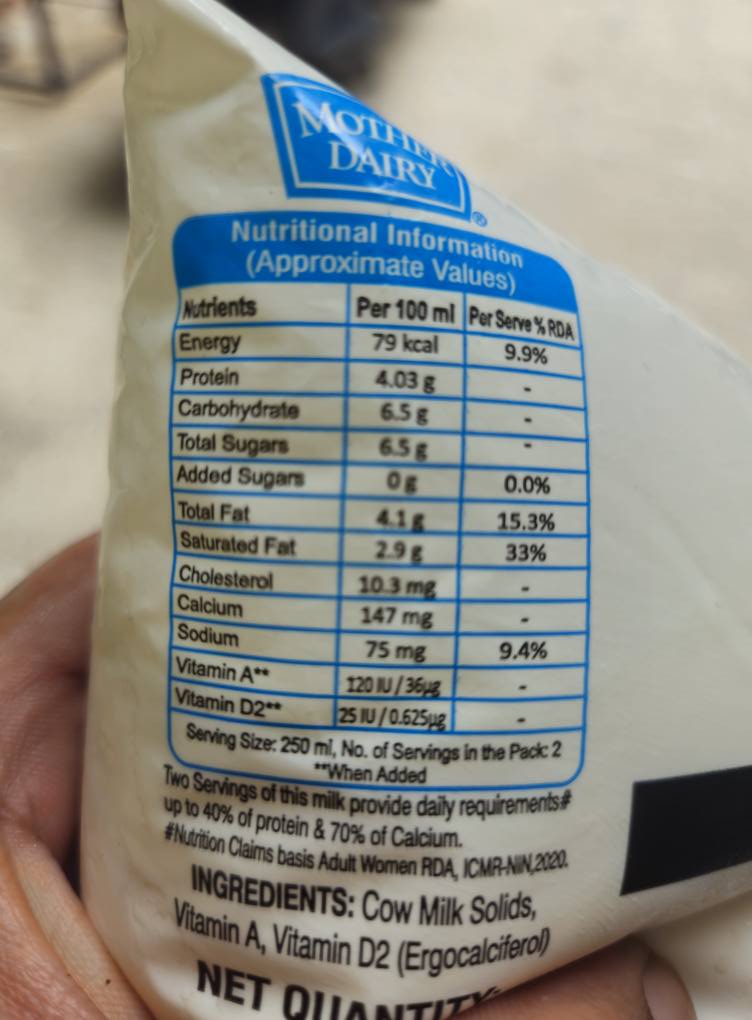 MOTHER
DAIRY
®
Nutritional Information
(Approximate Values)
Nutrients Per 100 ml Per Serve % RDA
Energy 79 kcal 9.9%
Protein 4.03 g -
Carbohydrate 6.5 g -
Total Sugars 6.5 g -
Added Sugars 0 g 0.0%
Total Fat 4.1 g 15.3%
Saturated Fat 2.9 g 33%
Cholesterol 10.3 mg -
Calcium 147 mg -
Sodium 75 mg 9.4%
Vitamin A** 120 IU / 36µg -
Vitamin D2** 25 IU / 0.625µg -
Serving Size: 250 ml, No. of Servings in the Pack: 2
**When Added
Two Servings of this milk provide daily requirements#
up to 40% of protein & 70% of Calcium.
#Nutrition Claims basis Adult Women RDA, ICMR-NIN,2020.
INGREDIENTS: Cow Milk Solids,
Vitamin A, Vitamin D2 (Ergocalciferol)
NET QUANTITY: